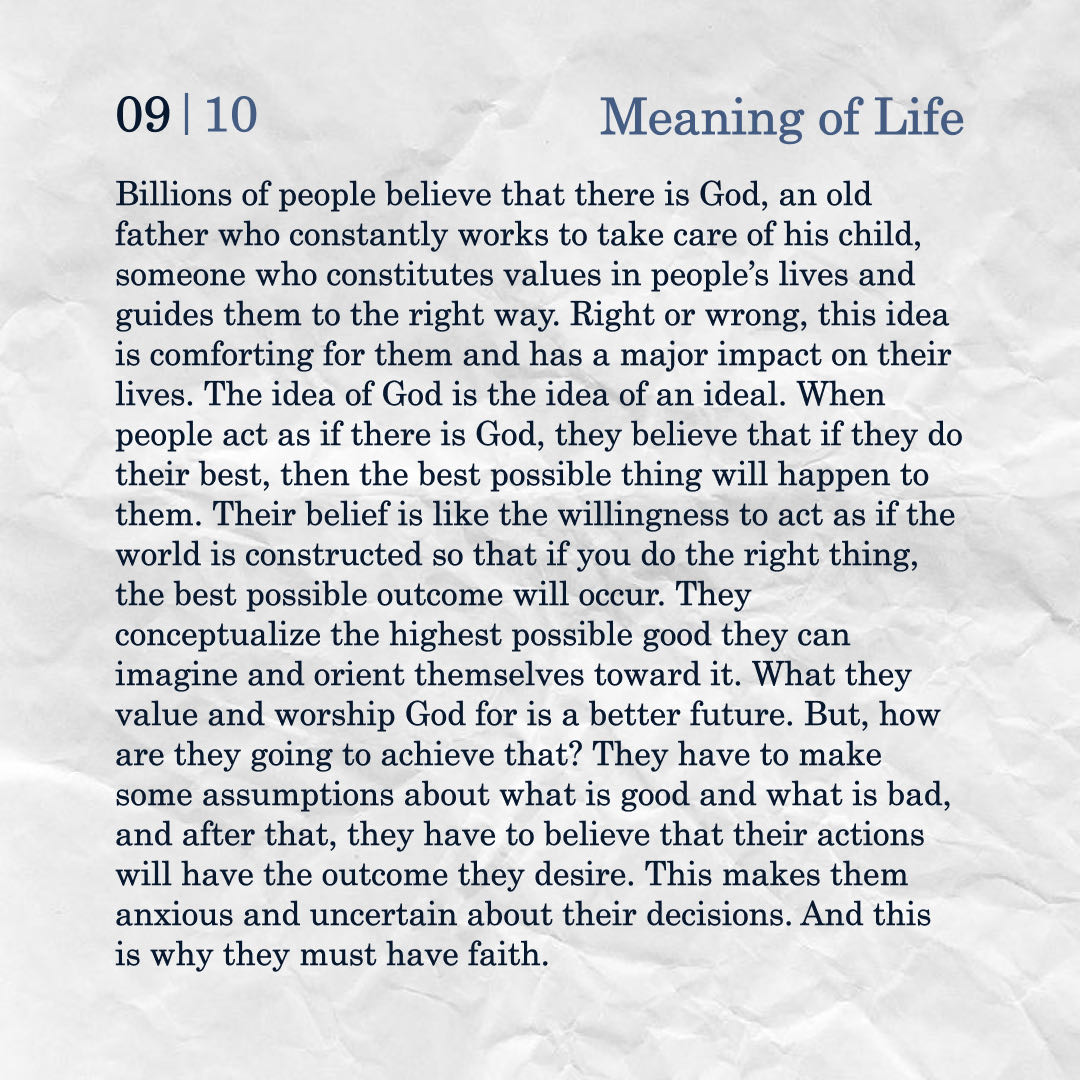 09 | 10
Meaning of Life
Billions of people believe that there is God, an old
father who constantly works to take care of his child,
someone who constitutes values in people’s lives and
guides them to the right way. Right or wrong, this idea
is comforting for them and has a major impact on their
lives. The idea of God is the idea of an ideal. When
people act as if there is God, they believe that if they do
their best, then the best possible thing will happen to
them. Their belief is like the willingness to act as if the
world is constructed so that if you do the right thing,
the best possible outcome will occur. They
conceptualize the highest possible good they can
imagine and orient themselves toward it. What they
value and worship God for is a better future. But, how
are they going to achieve that? They have to make
some assumptions about what is good and what is bad,
and after that, they have to believe that their actions
will have the outcome they desire. This makes them
anxious and uncertain about their decisions. And this
is why they must have faith.